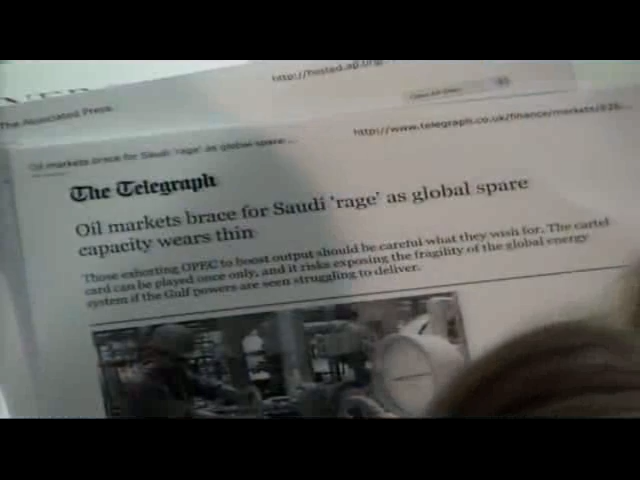 http://hosted.ap.org/
The Associated Press
http://www.telegraph.co.uk/finance/markets/
Oil markets brace for Saudi 'rage' as global spare ...
The Telegraph
Oil markets brace for Saudi 'rage' as global spare
capacity wears thin
Those exhorting OPEC to boost output should be careful what they wish for. The cartel
card can be played once only, and it risks exposing the fragility of the global energy
system if the Gulf powers are seen struggling to deliver.